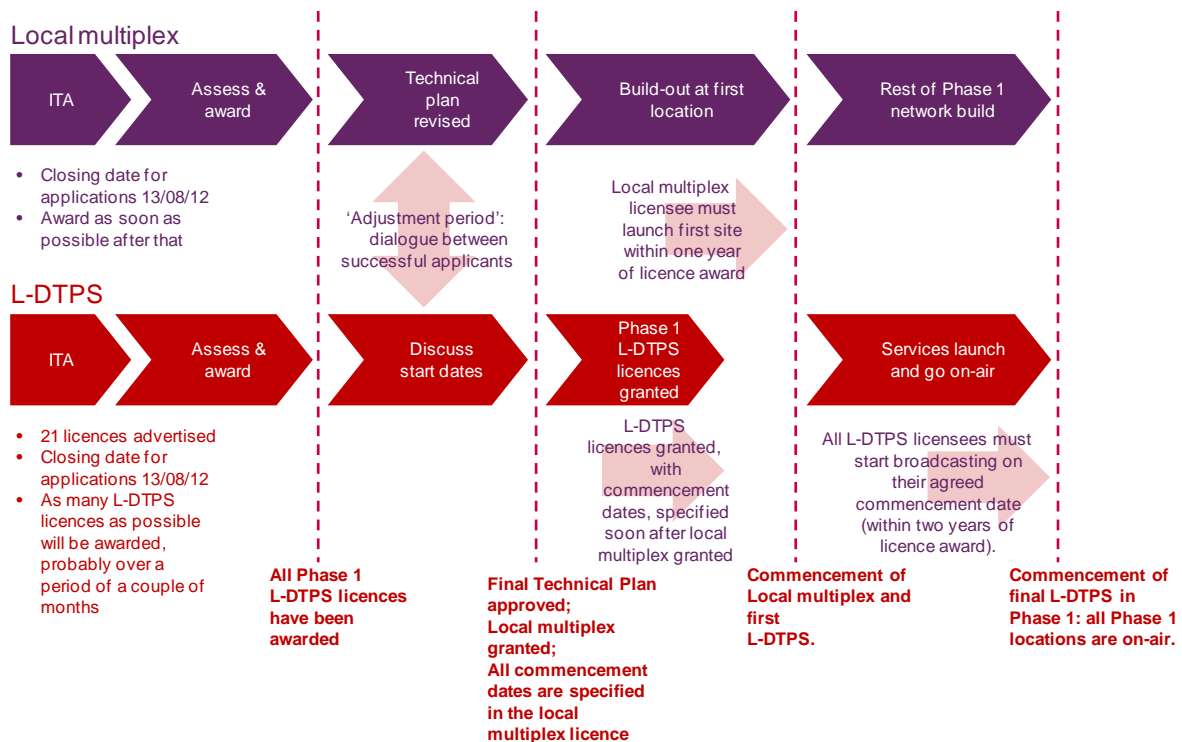 Local multiplex
ITA
Assess &
award
Technical
plan
revised
Build-out at first
location
Rest of Phase 1
network build
• Closing date for
applications 13/08/12
• Award as soon as
possible after that
‘Adjustment period’:
dialogue between
successful applicants
Local multiplex
licensee must
launch first site
within one year
of licence award
L-DTPS
ITA
Assess &
award
Discuss
start dates
Phase 1
L-DTPS
licences
granted
Services launch
and go on-air
• 21 licences advertised
• Closing date for
applications 13/08/12
• As many L-DTPS
licences as possible
will be awarded,
probably over a
period of a couple of
months
L-DTPS
licences granted,
with
commencement
dates, specified
soon after local
multiplex granted
All L-DTPS licensees must
start broadcasting on
their agreed
commencement date
(within two years of
licence award).
All Phase 1
L-DTPS licences
have been
awarded
Final Technical Plan
approved;
Local multiplex
granted;
All commencement
dates are specified
in the local
multiplex licence
Commencement of
Local multiplex and
first
L-DTPS.
Commencement of
final L-DTPS in
Phase 1: all Phase 1
locations are on-air.